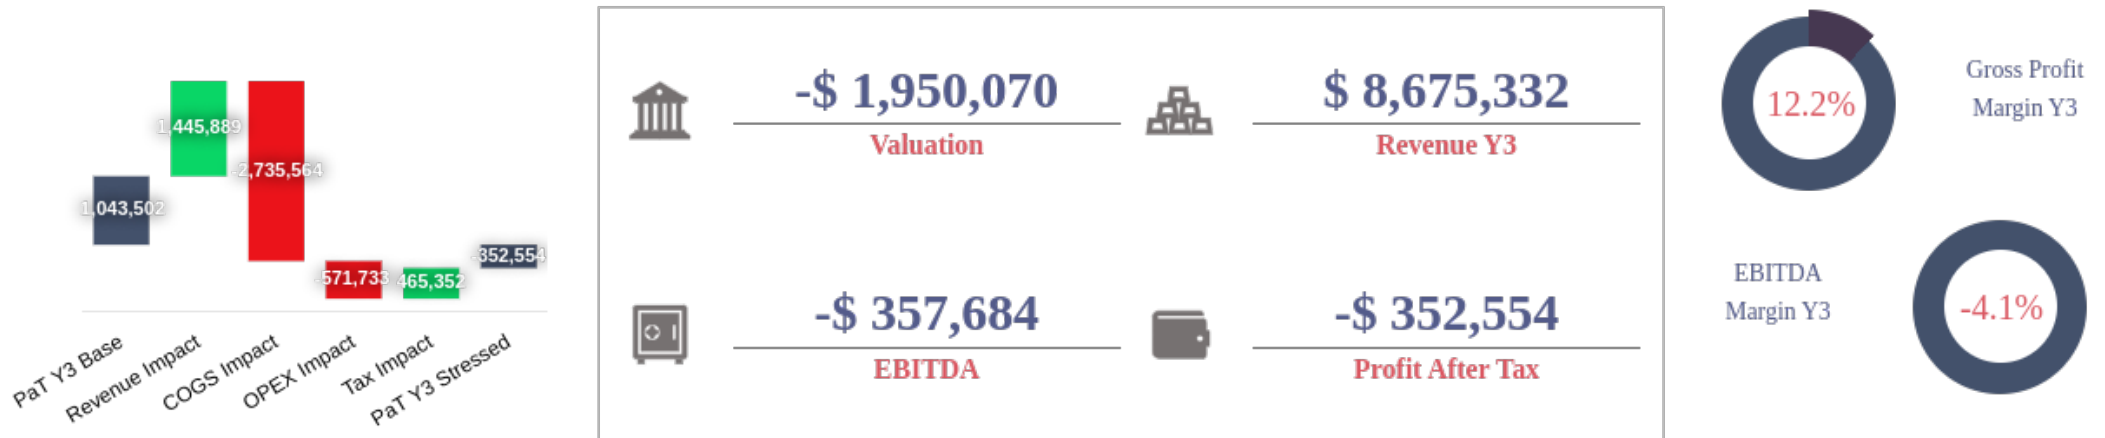 1,043,502
1,445,889
-2,735,564
-571,733
465,352
-352,554
PaT Y3 Base
Revenue Impact
COGS Impact
OPEX Impact
Tax Impact
PaT Y3 Stressed
-$ 1,950,070
Valuation
$ 8,675,332
Revenue Y3
-$ 357,684
EBITDA
-$ 352,554
Profit After Tax
12.2%
Gross Profit
Margin Y3
EBITDA
Margin Y3
-4.1%